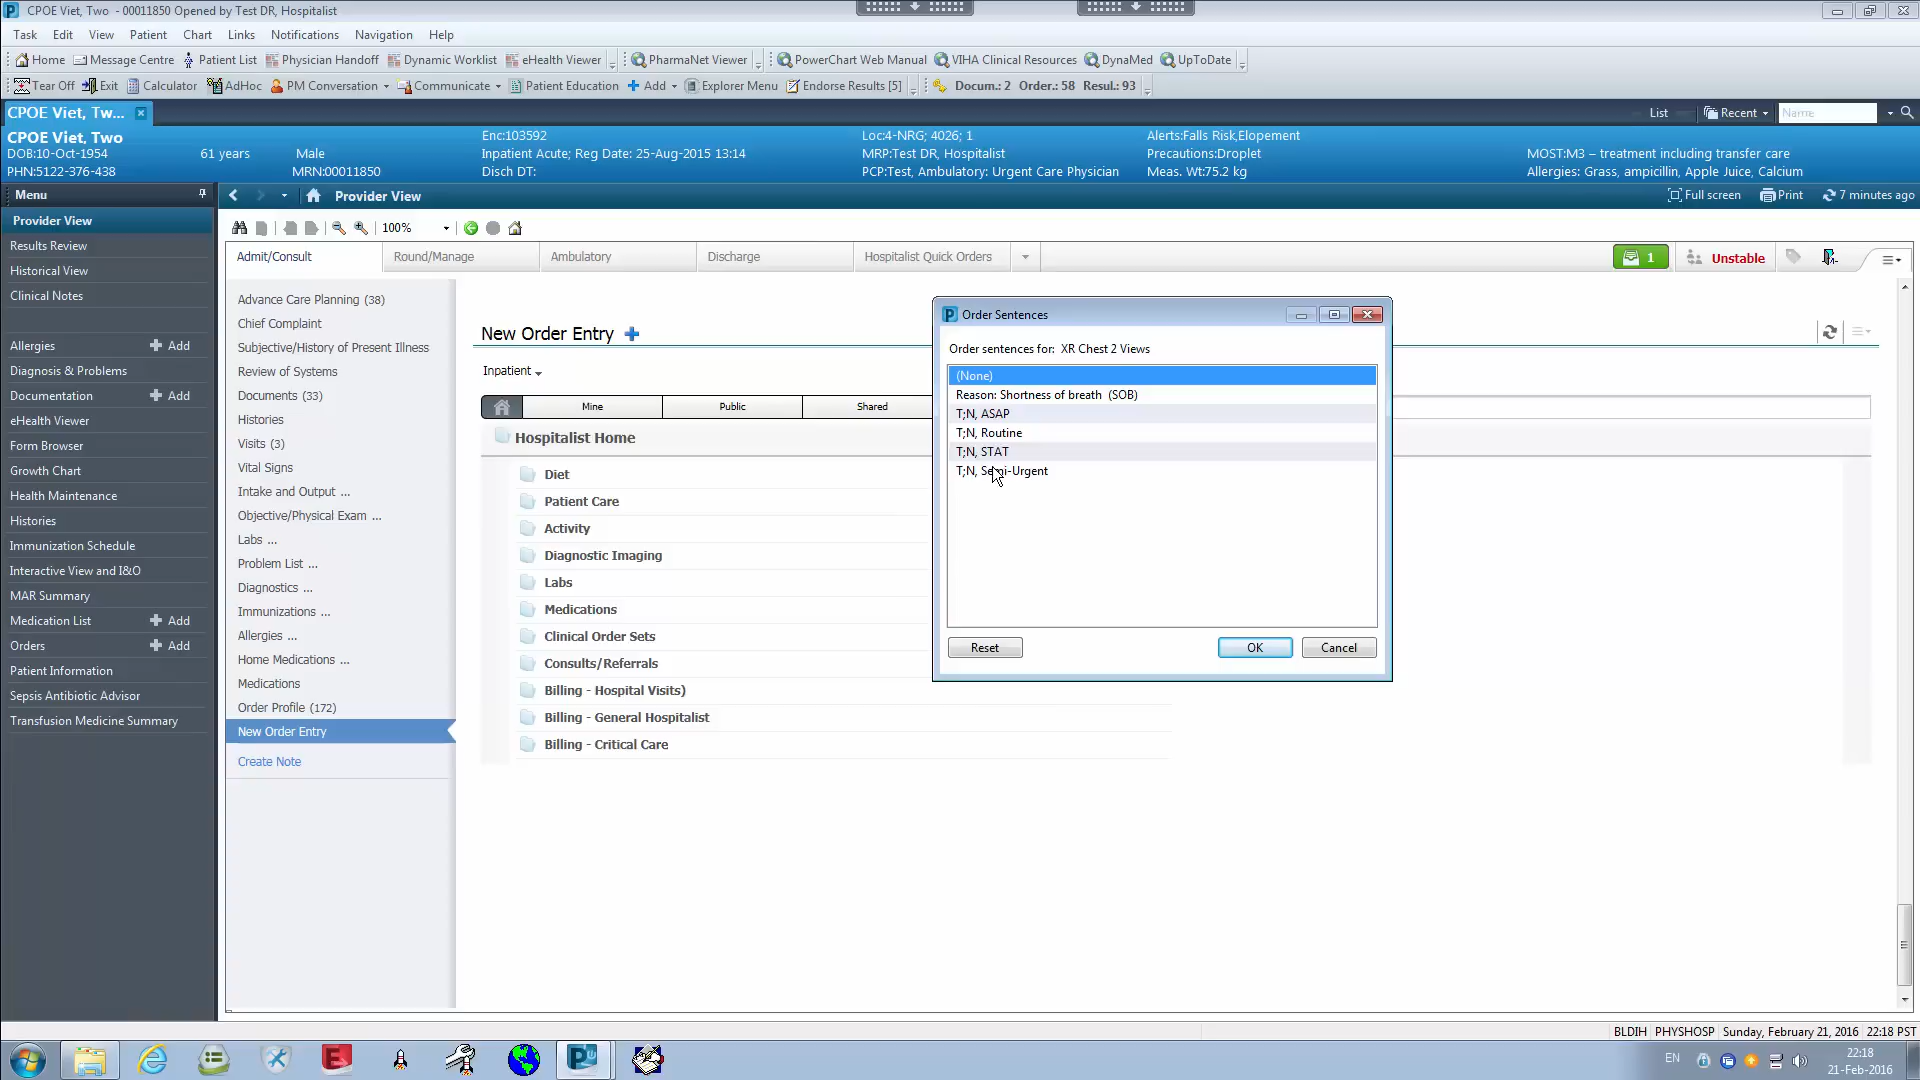 CPOE Viet, Two - 00011850 Opened by Test DR, Hospitalist
Task Edit View Patient Chart Links Notifications Navigation Help
Home Message Centre Patient List Physician Handoff Dynamic Worklist eHealth Viewer PharmaNet Viewer PowerChart Web Manual VIHA Clinical Resources DynaMed UpToDate
Tear Off Exit Calculator AdHoc PM Conversation Communicate Patient Education Add Explorer Menu Endorse Results [5] Docum.: 2 Order.: 58 Resul.: 93
CPOE Viet, Tw... List Recent Name
CPOE Viet, Two Enc:103592 Loc:4-NRG; 4026; 1 Alerts:Falls Risk,Elopement
DOB:10-Oct-1954 61 years Male Inpatient Acute; Reg Date: 25-Aug-2015 13:14 MRP:Test DR, Hospitalist Precautions:Droplet MOST:M3 – treatment including transfer care
PHN:5122-376-438 MRN:00011850 Disch DT: PCP:Test, Ambulatory: Urgent Care Physician Meas. Wt:75.2 kg Allergies: Grass, ampicillin, Apple Juice, Calcium
Menu
Provider View
Results Review
Historical View
Clinical Notes
Allergies Add
Diagnosis & Problems
Documentation Add
eHealth Viewer
Form Browser
Growth Chart
Health Maintenance
Histories
Immunization Schedule
Interactive View and I&O
MAR Summary
Medication List Add
Orders Add
Patient Information
Sepsis Antibiotic Advisor
Transfusion Medicine Summary
Provider View Full screen Print 7 minutes ago
100%
Admit/Consult Round/Manage Ambulatory Discharge Hospitalist Quick Orders 1 Unstable
Advance Care Planning (38)
Chief Complaint
Subjective/History of Present Illness
Review of Systems
Documents (33)
Histories
Visits (3)
Vital Signs
Intake and Output ...
Objective/Physical Exam ...
Labs ...
Problem List ...
Diagnostics ...
Immunizations ...
Allergies ...
Home Medications ...
Medications
Order Profile (172)
New Order Entry
Create Note
New Order Entry
Inpatient
Mine Public Shared
Hospitalist Home
Diet
Patient Care
Activity
Diagnostic Imaging
Labs
Medications
Clinical Order Sets
Consults/Referrals
Billing - Hospital Visits)
Billing - General Hospitalist
Billing - Critical Care
Order Sentences
Order sentences for: XR Chest 2 Views
(None)
Reason: Shortness of breath (SOB)
T;N, ASAP
T;N, Routine
T;N, STAT
T;N, Semi-Urgent
Reset OK Cancel
BLDIH PHYSHOSP Sunday, February 21, 2016 22:18 PST
EN 22:18
21-Feb-2016